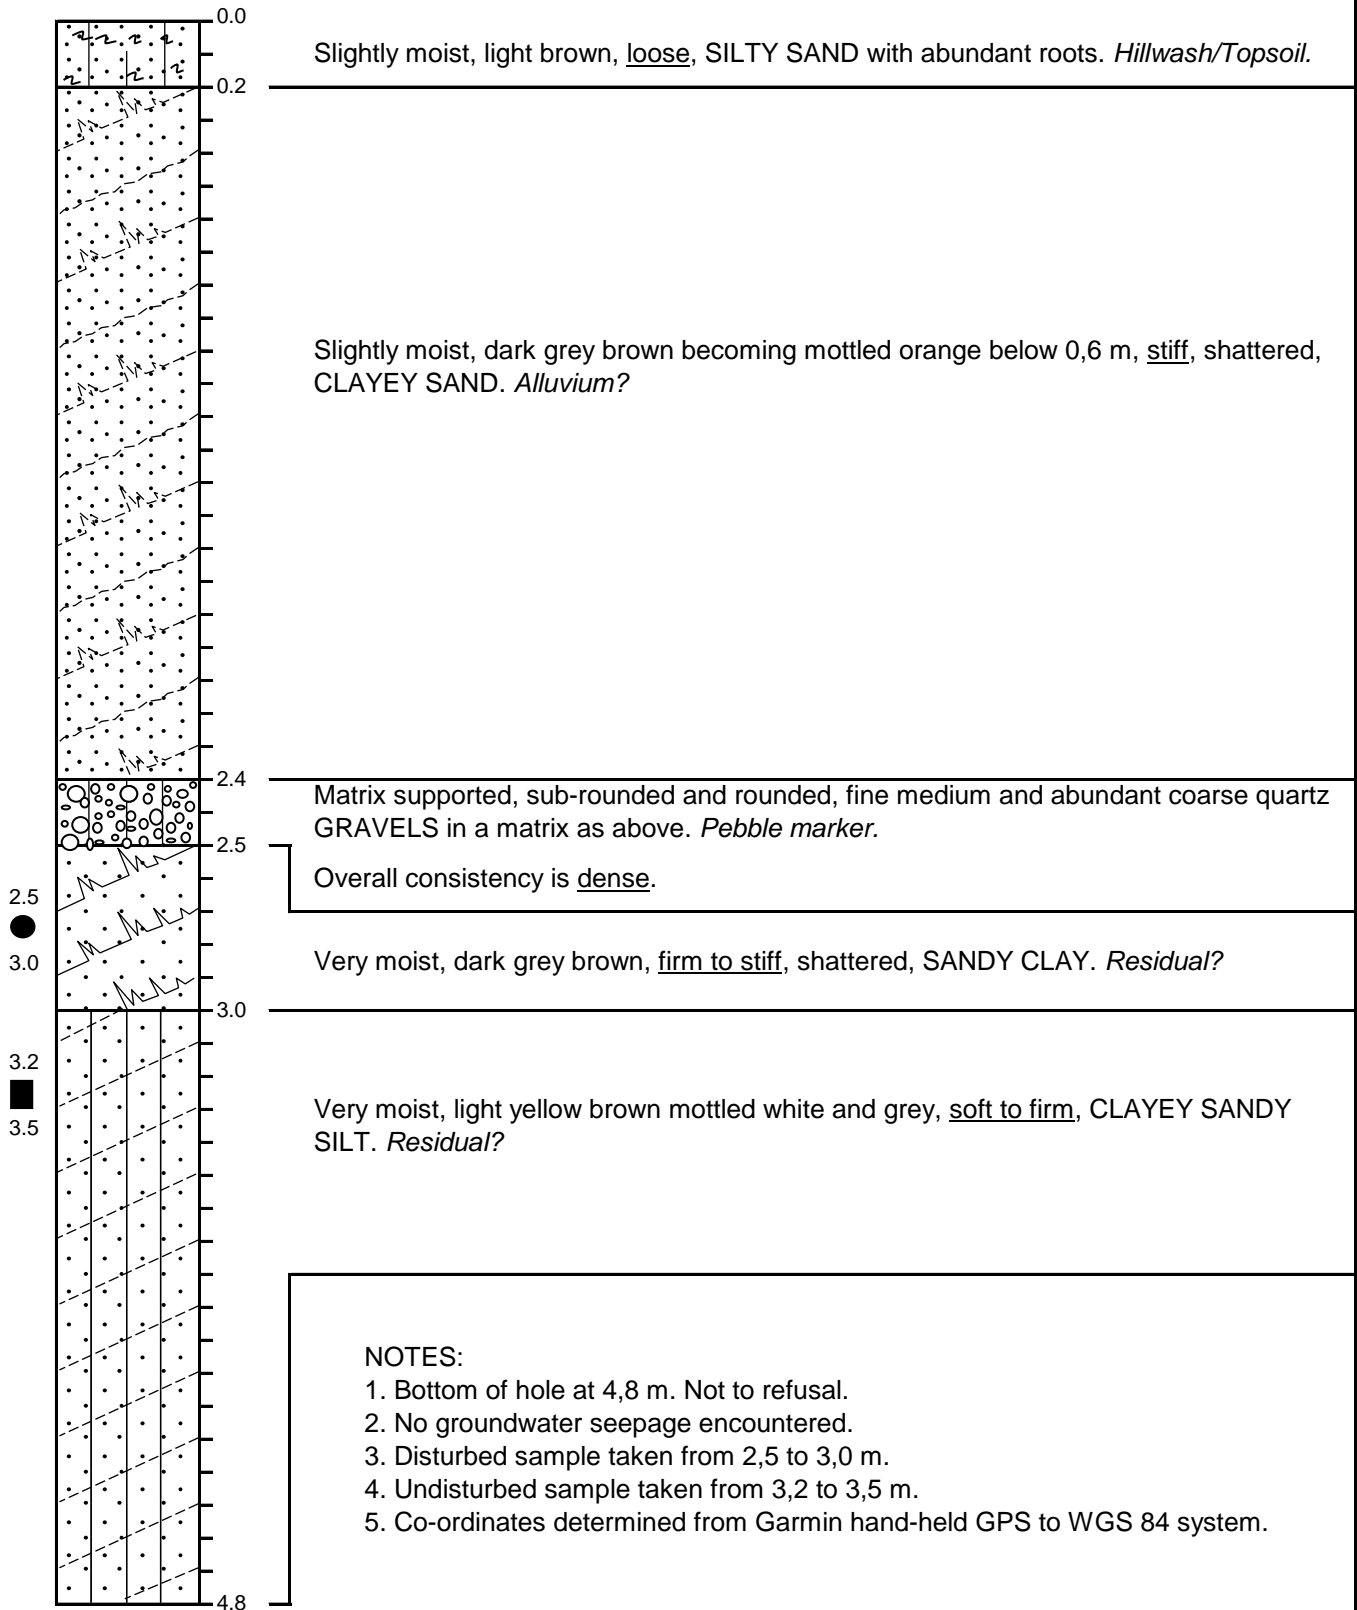 0.0
Slightly moist, light brown, loose, SILTY SAND with abundant roots. Hillwash/Topsoil.
0.2
Slightly moist, dark grey brown becoming mottled orange below 0,6 m, stiff, shattered,
CLAYEY SAND. Alluvium?
2.4
Matrix supported, sub-rounded and rounded, fine medium and abundant coarse quartz
GRAVELS in a matrix as above. Pebble marker.
2.5
Overall consistency is dense.
2.5
3.0
Very moist, dark grey brown, firm to stiff, shattered, SANDY CLAY. Residual?
3.0
3.2
3.5
Very moist, light yellow brown mottled white and grey, soft to firm, CLAYEY SANDY
SILT. Residual?
NOTES:
1. Bottom of hole at 4,8 m. Not to refusal.
2. No groundwater seepage encountered.
3. Disturbed sample taken from 2,5 to 3,0 m.
4. Undisturbed sample taken from 3,2 to 3,5 m.
5. Co-ordinates determined from Garmin hand-held GPS to WGS 84 system.
4.8